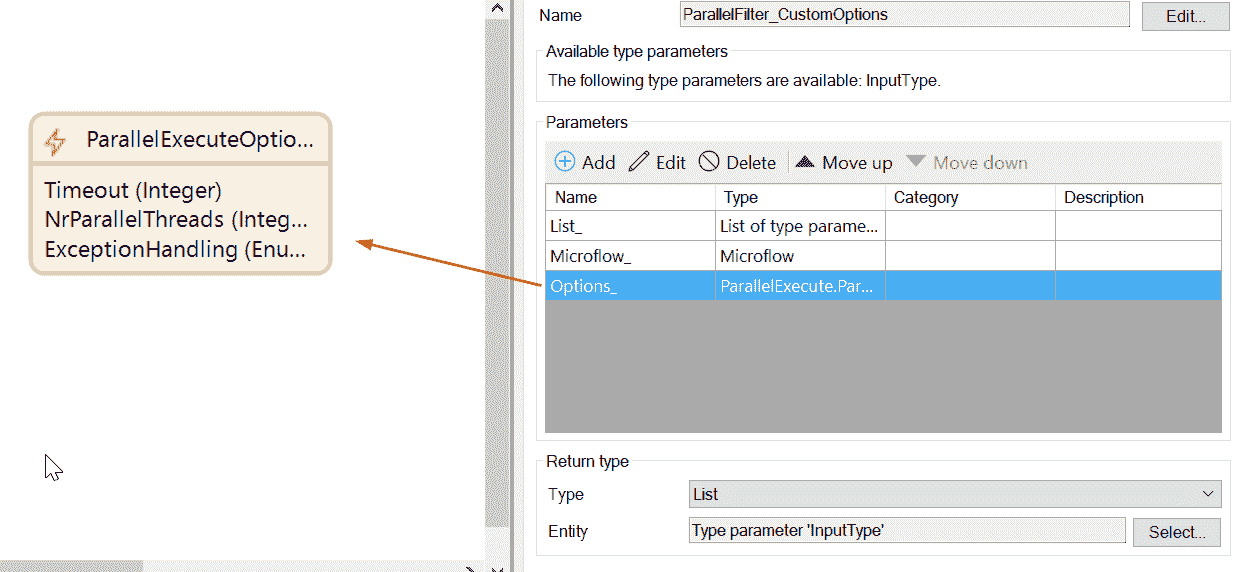 ParallelExecuteOptio...
Timeout (Integer)
NrParallelThreads (Integ...
ExceptionHandling (Enu...
Name ParallelFilter_CustomOptions Edit...
Available type parameters
The following type parameters are available: InputType.
Parameters
Add Edit Delete Move up Move down
Name Type Category Description
List_ List of type parame...
Microflow_ Microflow
Options_ ParallelExecute.Par...
Return type
Type List
Entity Type parameter 'InputType' Select...